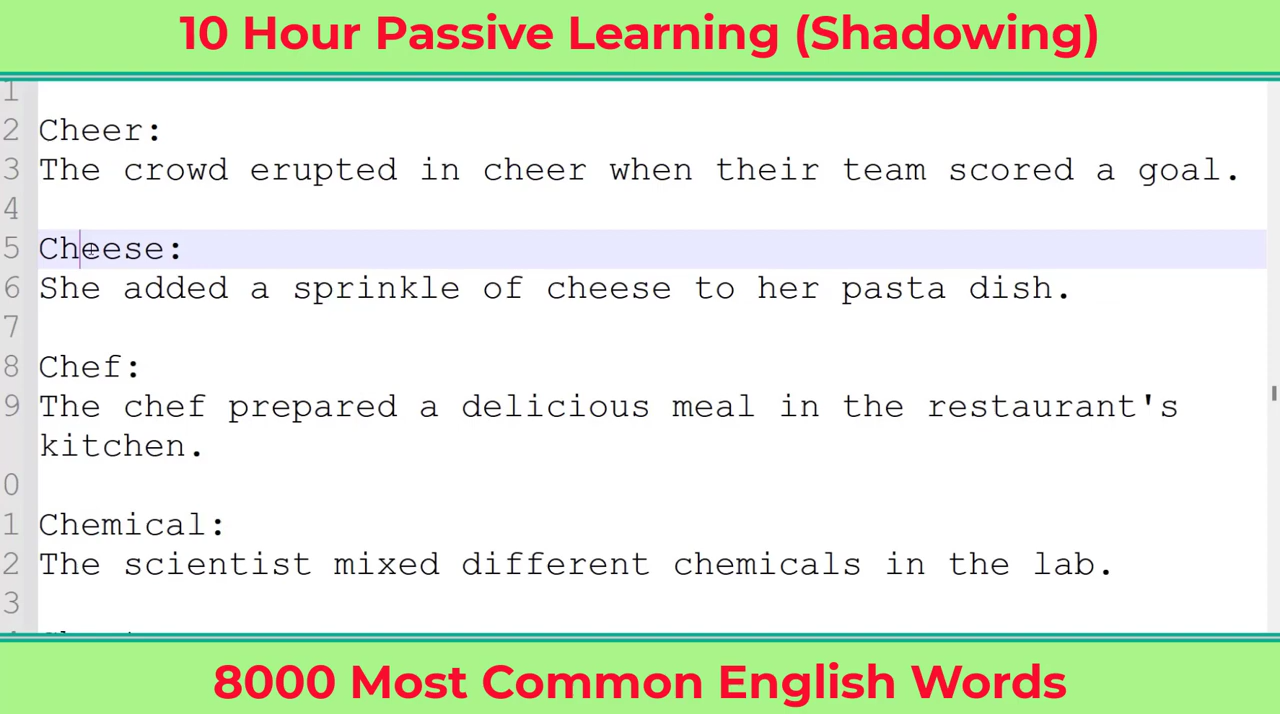 10 Hour Passive Learning (Shadowing)
1
2 Cheer:
3 The crowd erupted in cheer when their team scored a goal.
4
5 Cheese:
6 She added a sprinkle of cheese to her pasta dish.
7
8 Chef:
9 The chef prepared a delicious meal in the restaurant's
kitchen.
0
1 Chemical:
2 The scientist mixed different chemicals in the lab.
3
8000 Most Common English Words